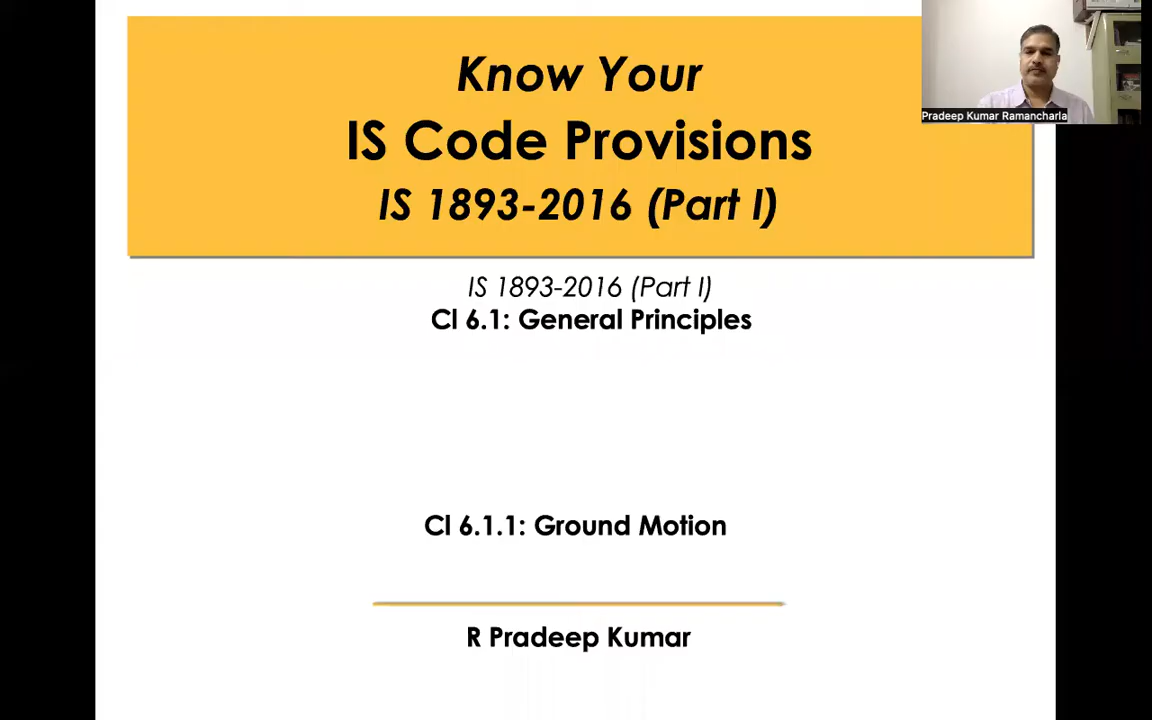 Know Your
IS Code Provisions
IS 1893-2016 (Part I)
Pradeep Kumar Ramancharla
IS 1893-2016 (Part I)
Cl 6.1: General Principles
Cl 6.1.1: Ground Motion
R Pradeep Kumar